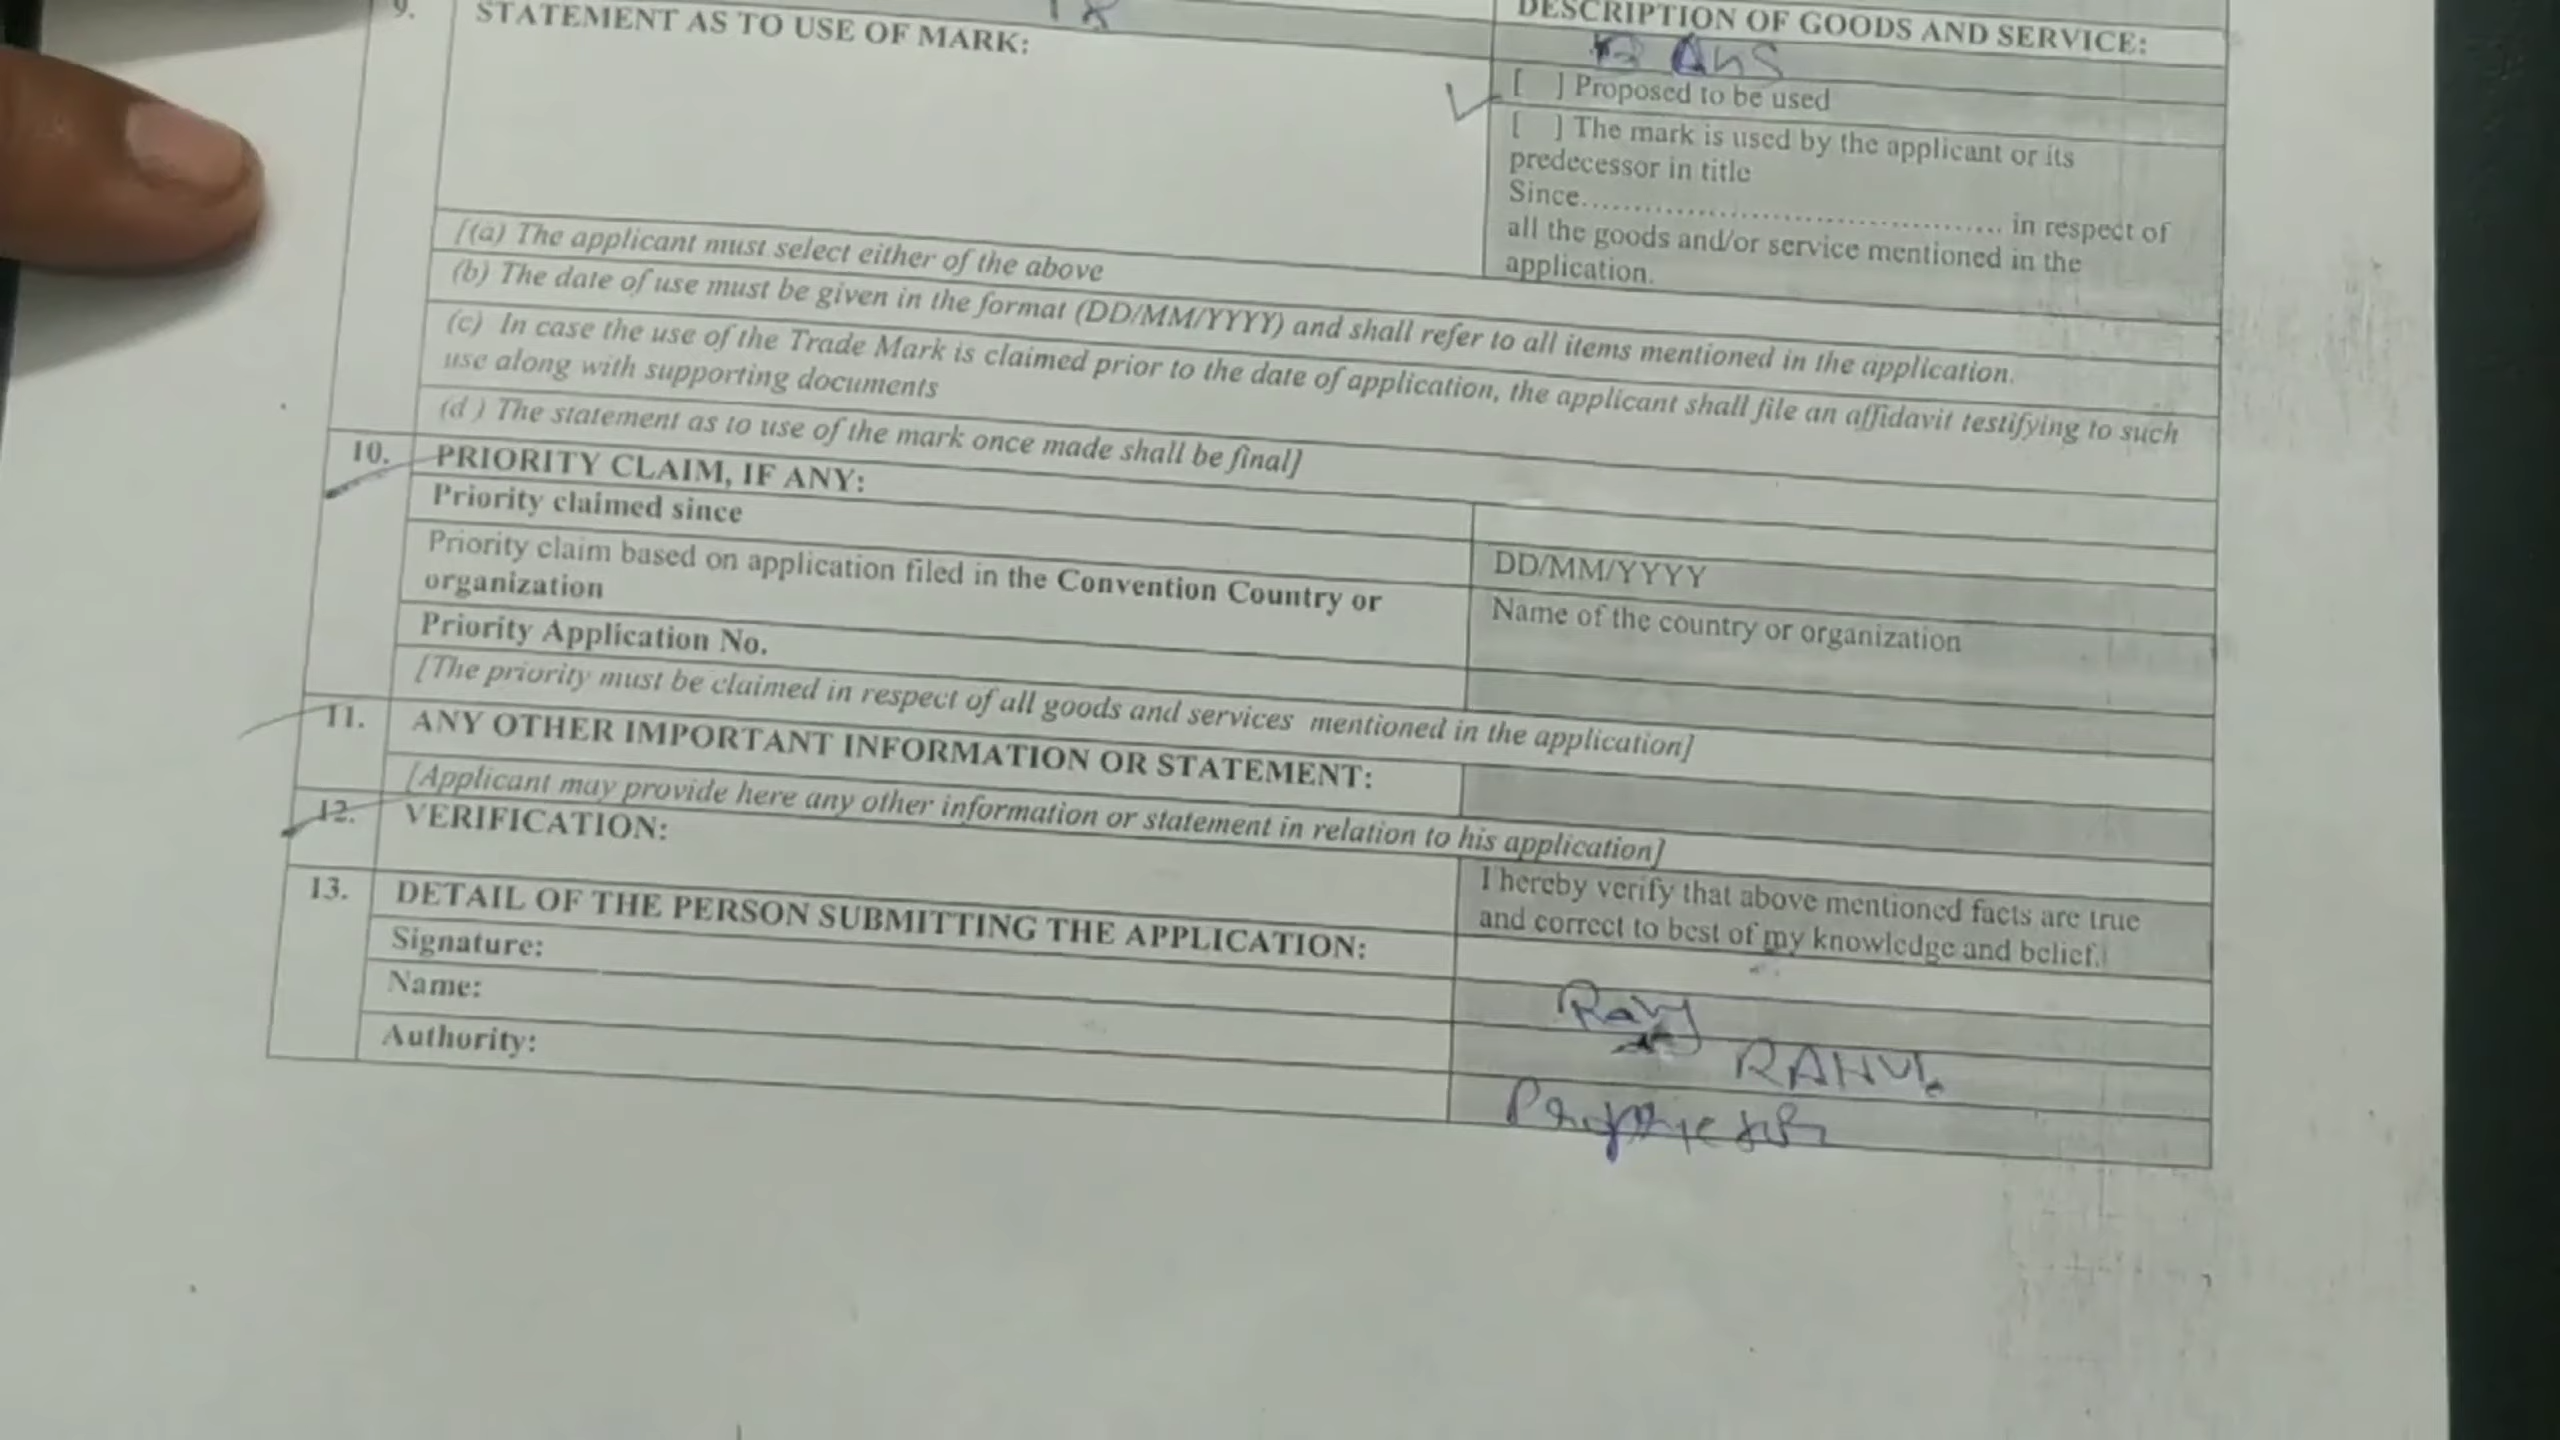 DESCRIPTION OF GOODS AND SERVICE:
18
BAGS
9. STATEMENT AS TO USE OF MARK:
[ ] Proposed to be used
[ ] The mark is used by the applicant or its
predecessor in title
Since....................................... in respect of
all the goods and/or service mentioned in the
application.
[(a) The applicant must select either of the above
(b) The date of use must be given in the format (DD/MM/YYYY) and shall refer to all items mentioned in the application.
(c) In case the use of the Trade Mark is claimed prior to the date of application, the applicant shall file an affidavit testifying to such
use along with supporting documents
(d ) The statement as to use of the mark once made shall be final]
10. PRIORITY CLAIM, IF ANY:
Priority claimed since
DD/MM/YYYY
Priority claim based on application filed in the Convention Country or
organization
Name of the country or organization
Priority Application No.
[The priority must be claimed in respect of all goods and services mentioned in the application]
11. ANY OTHER IMPORTANT INFORMATION OR STATEMENT:
[Applicant may provide here any other information or statement in relation to his application]
12. VERIFICATION:
I hereby verify that above mentioned facts are true
and correct to best of my knowledge and belief.
13. DETAIL OF THE PERSON SUBMITTING THE APPLICATION:
Signature:
Name: RAHUL
Authority: Proprietor